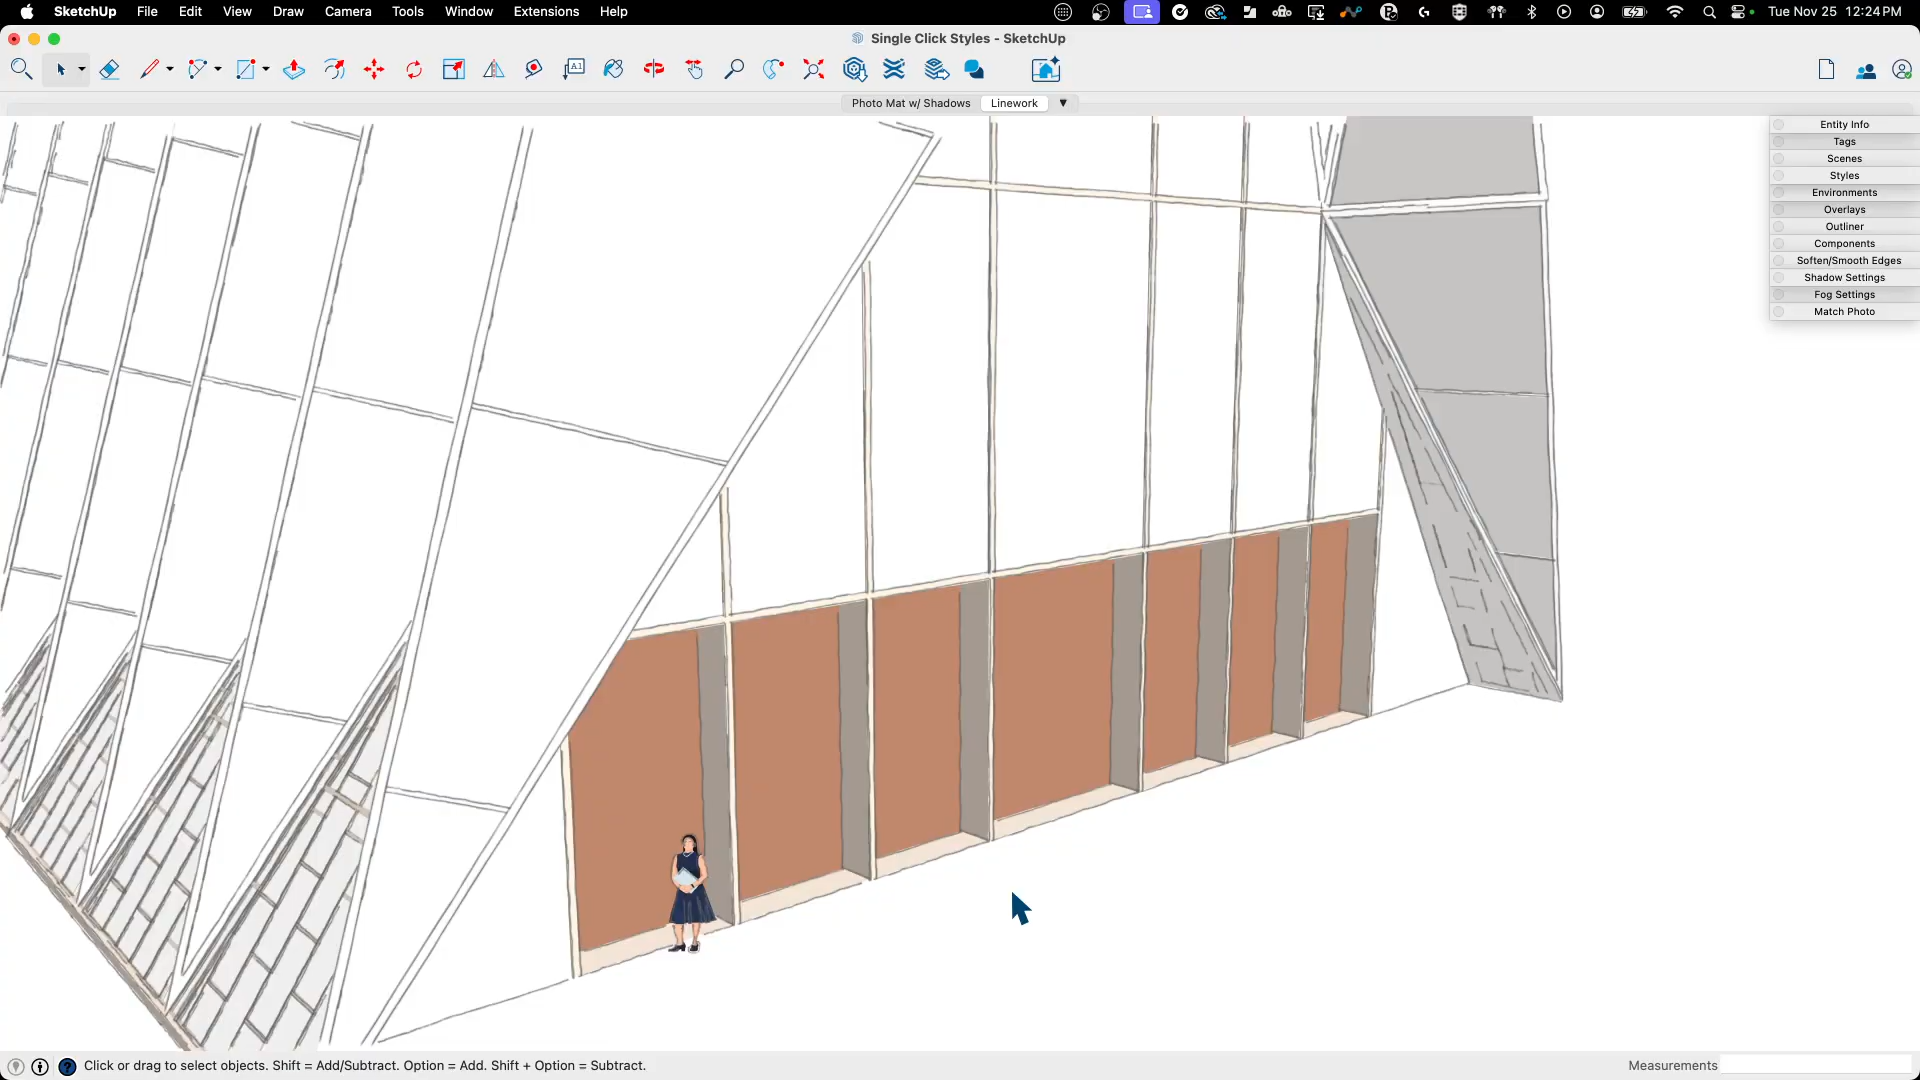 SketchUp File Edit View Draw Camera Tools Window Extensions Help Tue Nov 25 12:24 PM
Single Click Styles - SketchUp
A1
Photo Mat w/ Shadows Linework
Entity Info
Tags
Scenes
Styles
Environments
Overlays
Outliner
Components
Soften/Smooth Edges
Shadow Settings
Fog Settings
Match Photo
Click or drag to select objects. Shift = Add/Subtract. Option = Add. Shift + Option = Subtract. Measurements